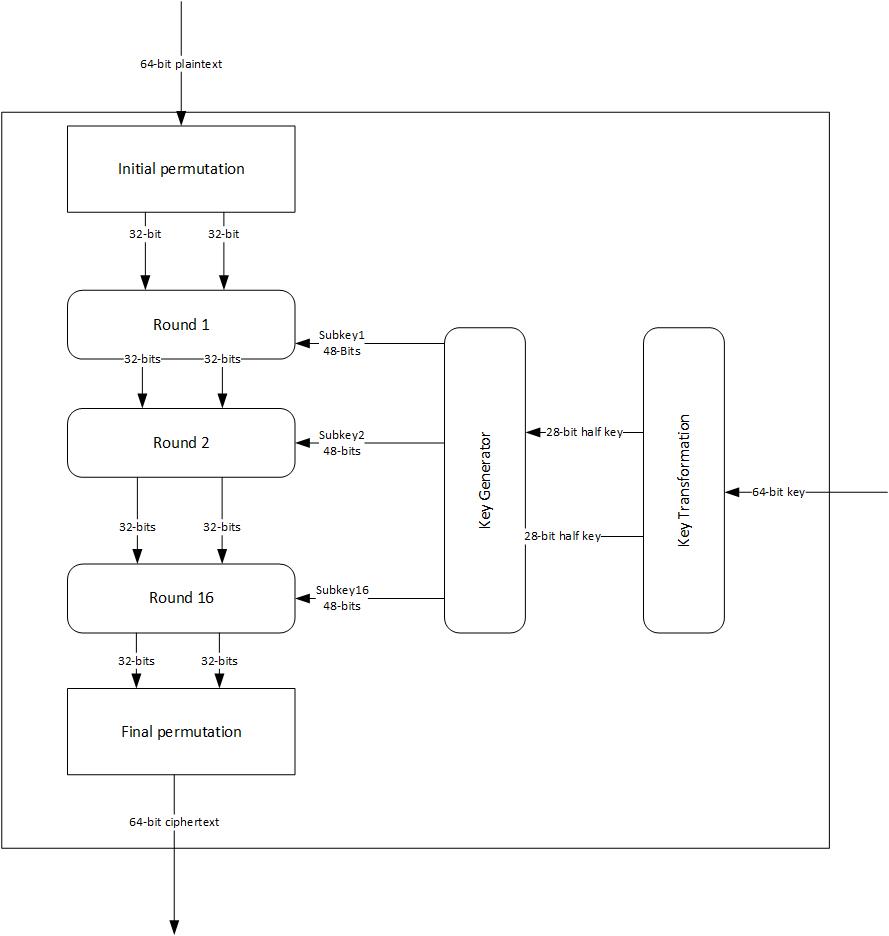 64-bit plaintext
Initial permutation
32-bit
32-bit
Round 1
Subkey1
48-Bits
32-bits
32-bits
Round 2
Subkey2
48-bits
Key Generator
28-bit half key
28-bit half key
Key Transformation
64-bit key
32-bits
32-bits
Round 16
Subkey16
48-bits
32-bits
32-bits
Final permutation
64-bit ciphertext